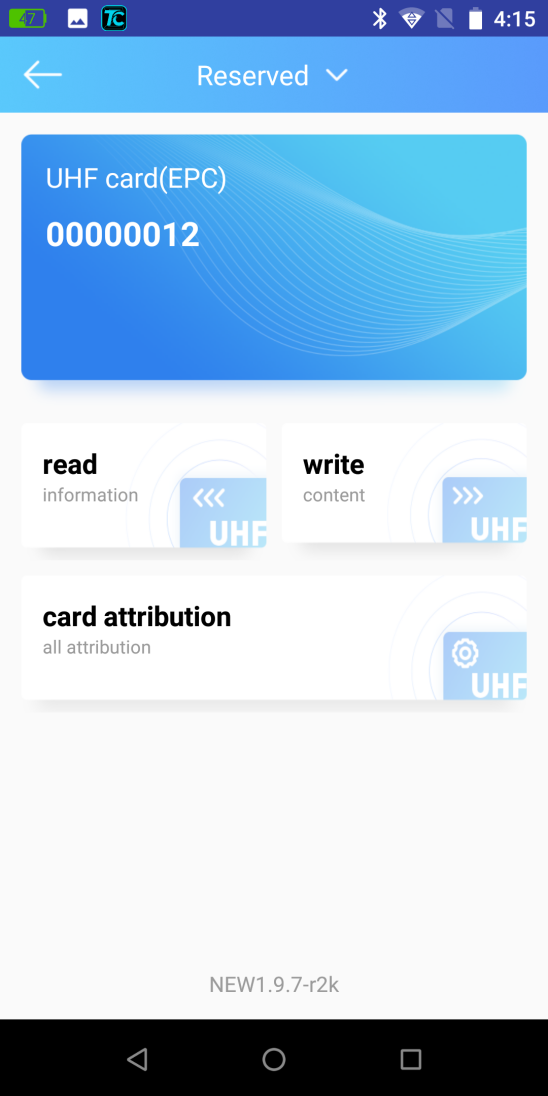 47
TC
4:15
Reserved
UHF card(EPC)
00000012
read
information
UHF
write
content
UHF
card attribution
all attribution
UHF
NEW1.9.7-r2k